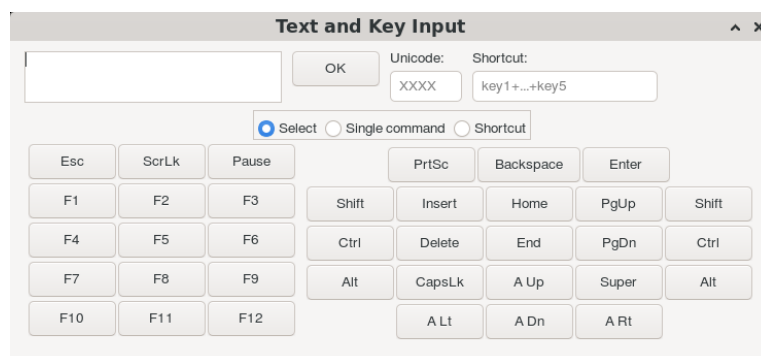 Text and Key Input
Unicode: Shortcut:
OK XXXX key1+...+key5
Select Single command Shortcut
Esc ScrLk Pause PrtSc Backspace Enter
F1 F2 F3 Shift Insert Home PgUp Shift
F4 F5 F6 Ctrl Delete End PgDn Ctrl
F7 F8 F9 Alt CapsLk A Up Super Alt
F10 F11 F12 A Lt A Dn A Rt